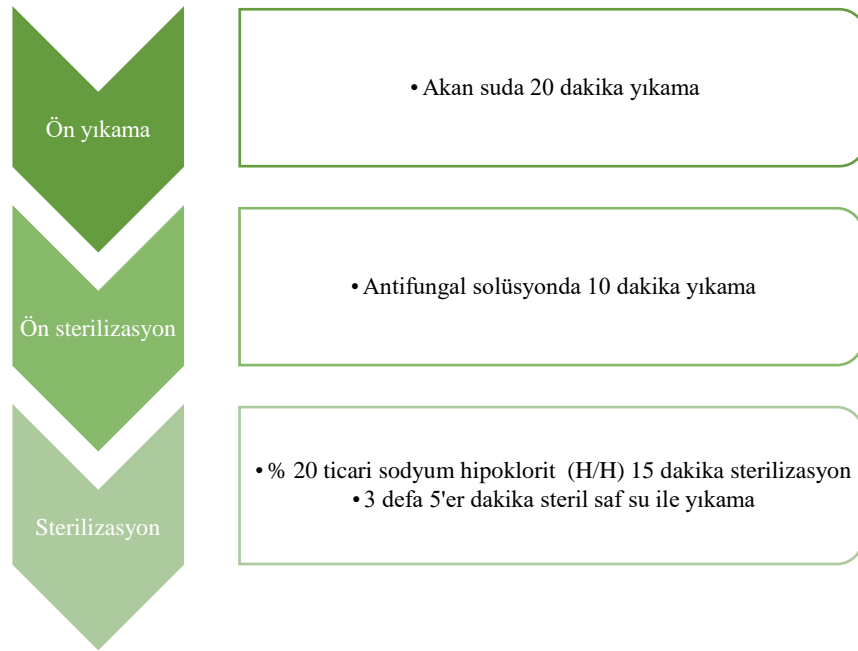 Ön yıkama
• Akan suda 20 dakika yıkama
Ön sterilizasyon
• Antifungal solüsyonda 10 dakika yıkama
Sterilizasyon
• % 20 ticari sodyum hipoklorit (H/H) 15 dakika sterilizasyon
• 3 defa 5'er dakika steril saf su ile yıkama